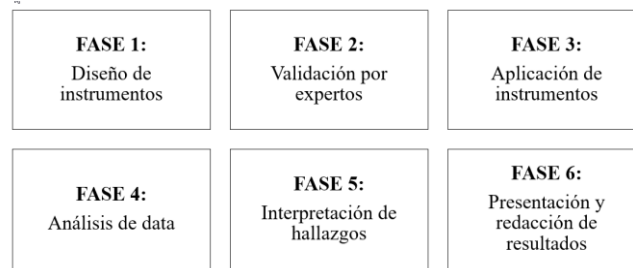 FASE 1:
Diseño de
instrumentos
FASE 2:
Validación por
expertos
FASE 3:
Aplicación de
instrumentos
FASE 4:
Análisis de data
FASE 5:
Interpretación de
hallazgos
FASE 6:
Presentación y
redacción de
resultados